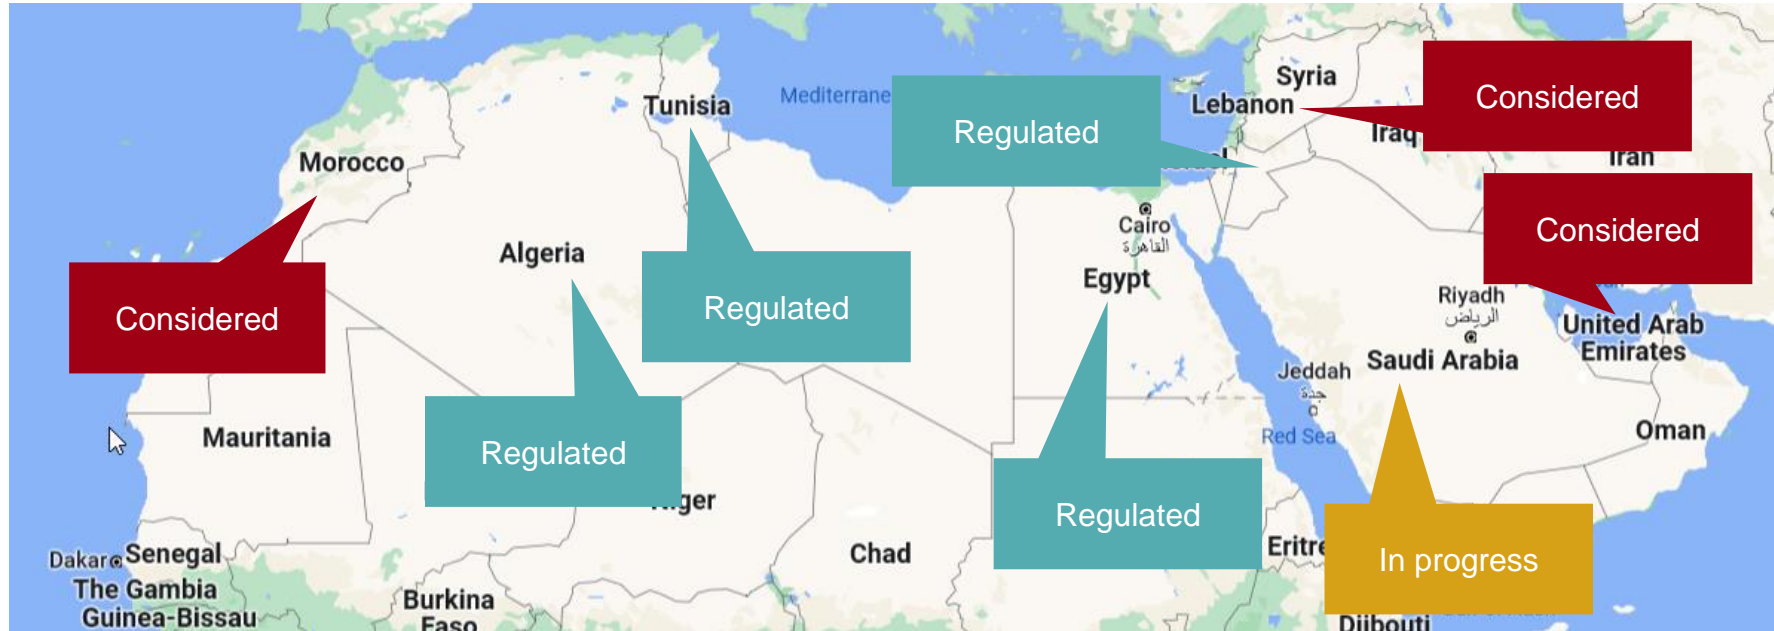 Syria
Considered
Tunisia
Mediterrane
Lebanon
Regulated
Iraq
Iran
Morocco
Considered
Cairo
القاهرة
Algeria
Egypt
Regulated
Riyadh
الرياض
Considered
United Arab
Emirates
Saudi Arabia
Jeddah
جدة
Mauritania
Regulated
Red Sea
Oman
Regulated
Chad
Eritre
In progress
Dakar
Senegal
The Gambia
Guinea-Bissau
Burkina
Faso
Djibouti